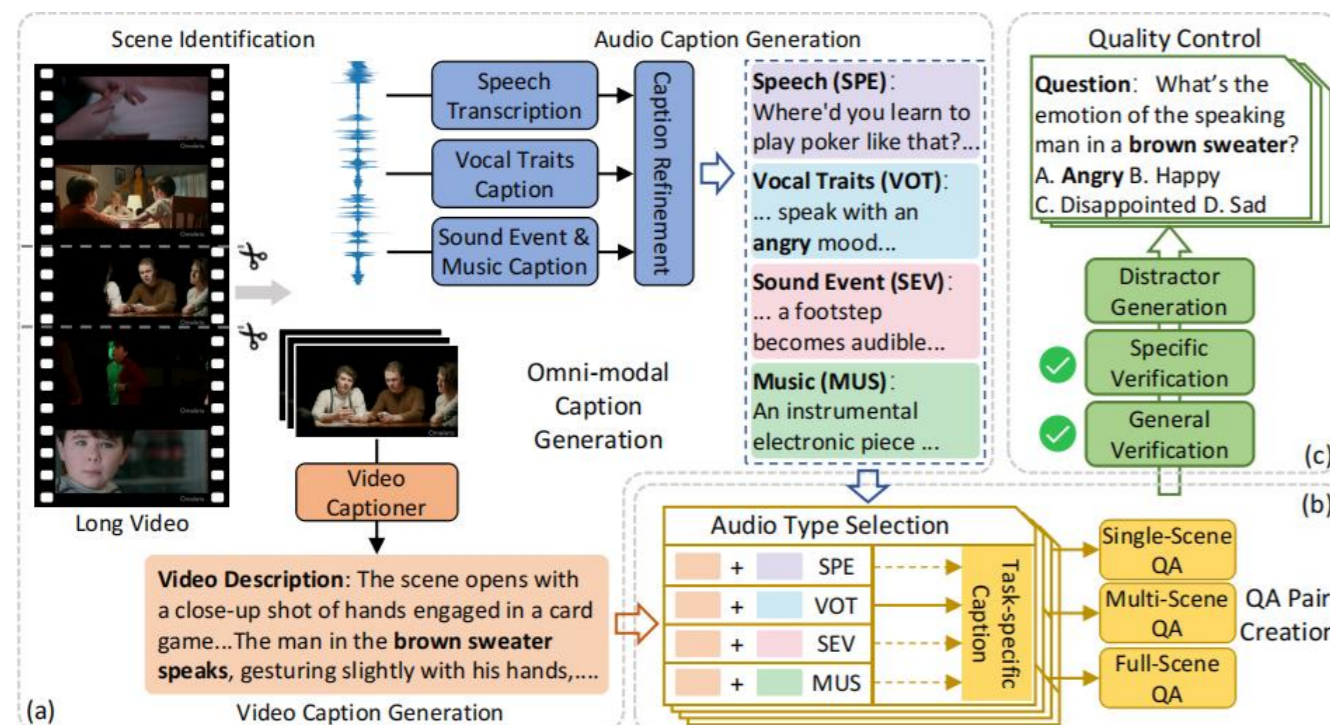 Scene Identification
Long Video
Audio Caption Generation
Speech
Transcription
Vocal Traits
Caption
Sound Event &
Music Caption
Caption Refinement
Speech (SPE):
Where'd you learn to
play poker like that?...
Vocal Traits (VOT):
... speak with an
angry mood...
Sound Event (SEV):
... a footstep
becomes audible...
Music (MUS):
An instrumental
electronic piece ...
Omni-modal
Caption
Generation
Video
Captioner
Video Description: The scene opens with
a close-up shot of hands engaged in a card
game...The man in the brown sweater
speaks, gesturing slightly with his hands,....
Video Caption Generation
(a)
Audio Type Selection
+ SPE
+ VOT
+ SEV
+ MUS
Task-specific
Caption
Single-Scene
QA
Multi-Scene
QA
Full-Scene
QA
QA Pair
Creation
(b)
Quality Control
Question: What's the
emotion of the speaking
man in a brown sweater?
A. Angry B. Happy
C. Disappointed D. Sad
Distractor
Generation
Specific
Verification
General
Verification
(c)